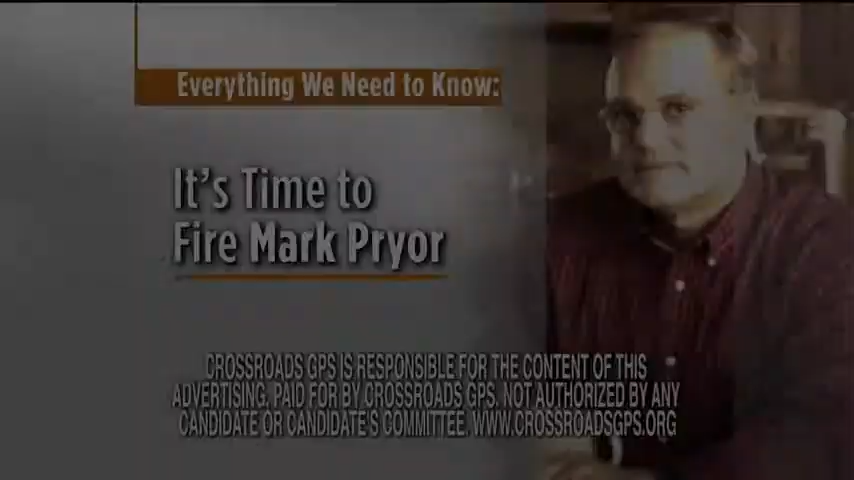 Everything We Need to Know:
It's Time to
Fire Mark Pryor
CROSSROADS GPS IS RESPONSIBLE FOR THE CONTENT OF THIS
ADVERTISING. PAID FOR BY CROSSROADS GPS. NOT AUTHORIZED BY ANY
CANDIDATE OR CANDIDATE'S COMMITTEE. WWW.CROSSROADSGPS.ORG